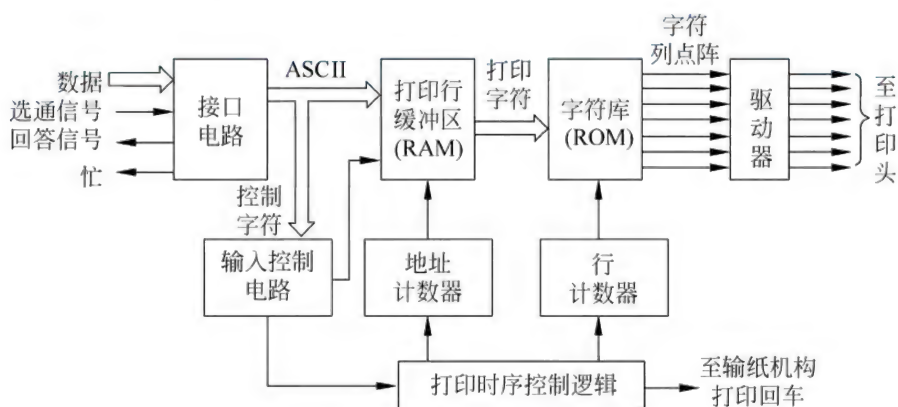 数据
选通信号
回答信号
忙
接口
电路
ASCII
控制
字符
打印行
缓冲区
(RAM)
打印
字符
字符库
(ROM)
字符
列点阵
驱
动
器
至
打
印
头
输入控制
电路
地址
计数器
行
计数器
打印时序控制逻辑
至输纸机构
打印回车